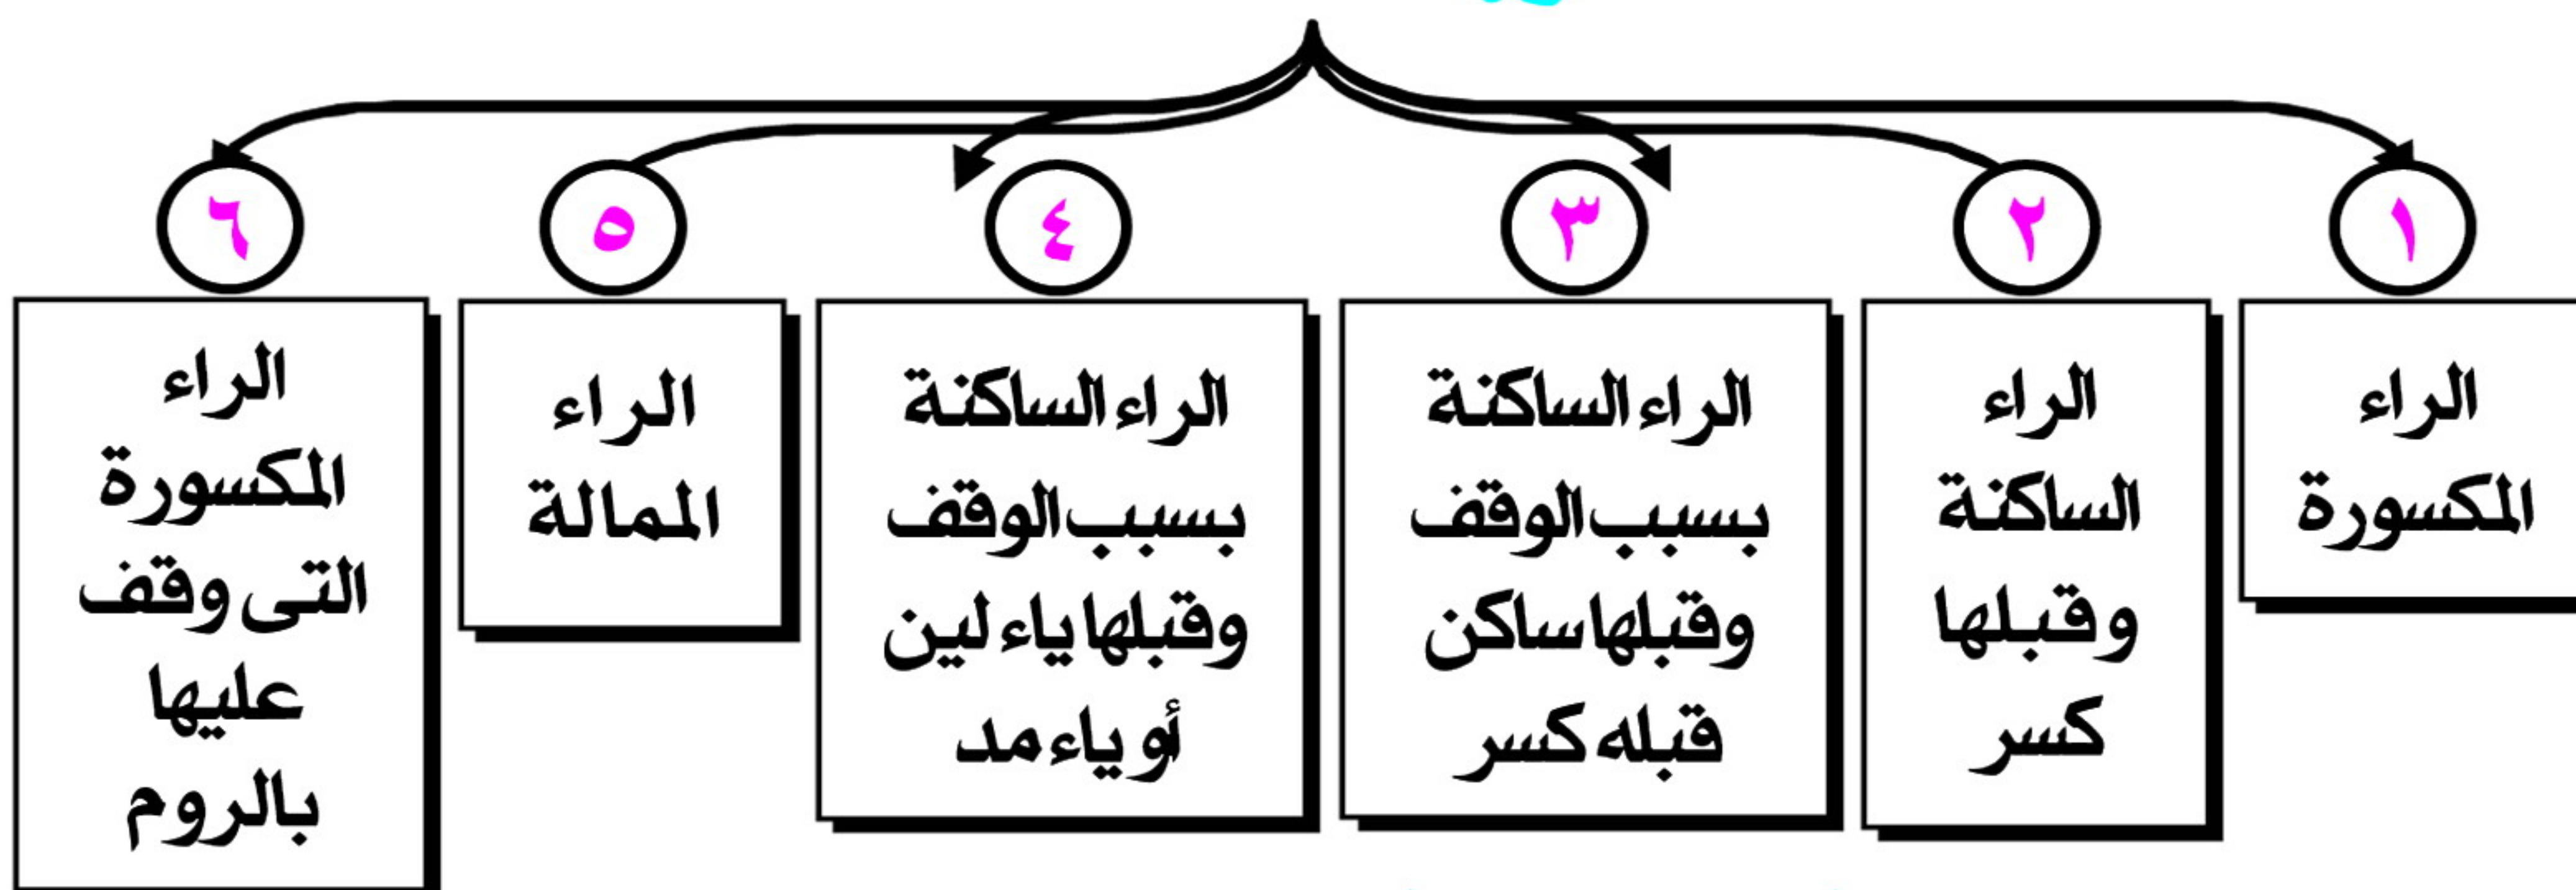 ١
الراء
المكسورة
٢
الراء
الساكنة
وقبلها
كسر
٣
الراء الساكنة
بسبب الوقف
وقبلها ساكن
قبله كسر
٤
الراء الساكنة
بسبب الوقف
وقبلها ياء لين
أو ياء مد
٥
الراء
الممالة
٦
الراء
المكسورة
التى وقف
عليها
بالروم